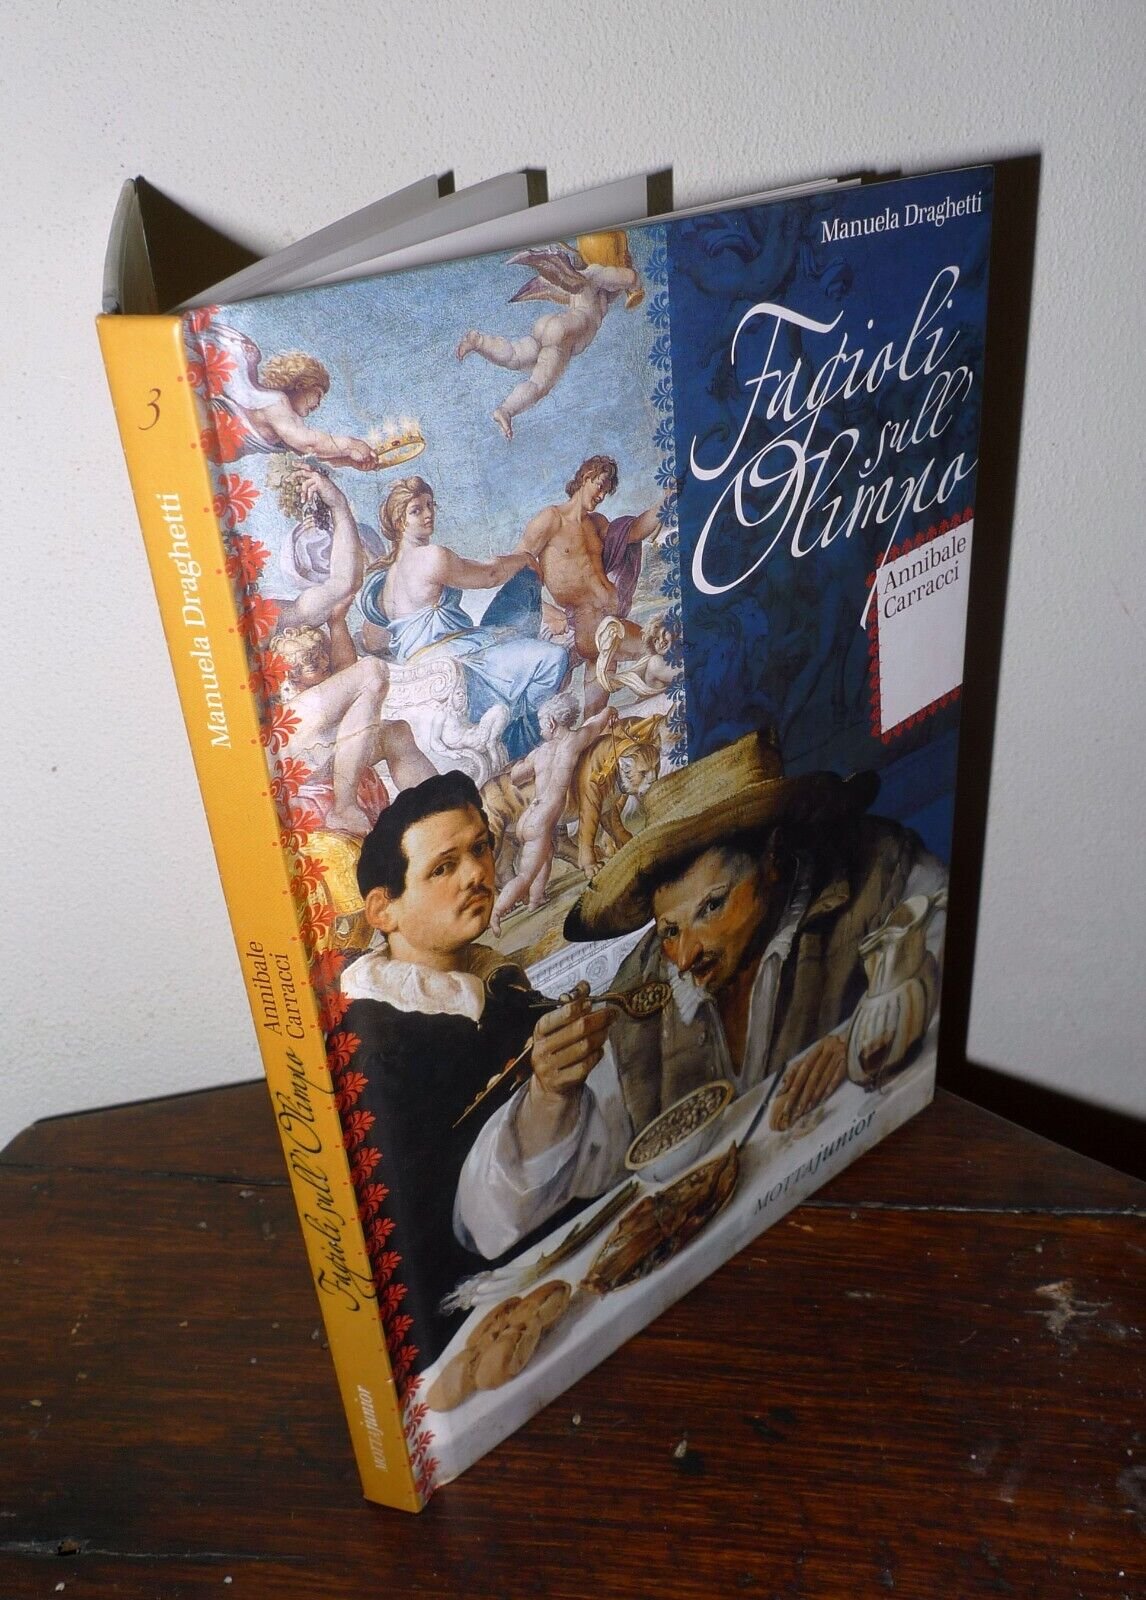 Manuela Draghetti
Fagioli
sull'
Olimpo
Annibale
Carracci
MOTTAjunior
3
Manuela Draghetti
Annibale
Carracci
Fagioli sull'Olimpo
MOTTAjunior